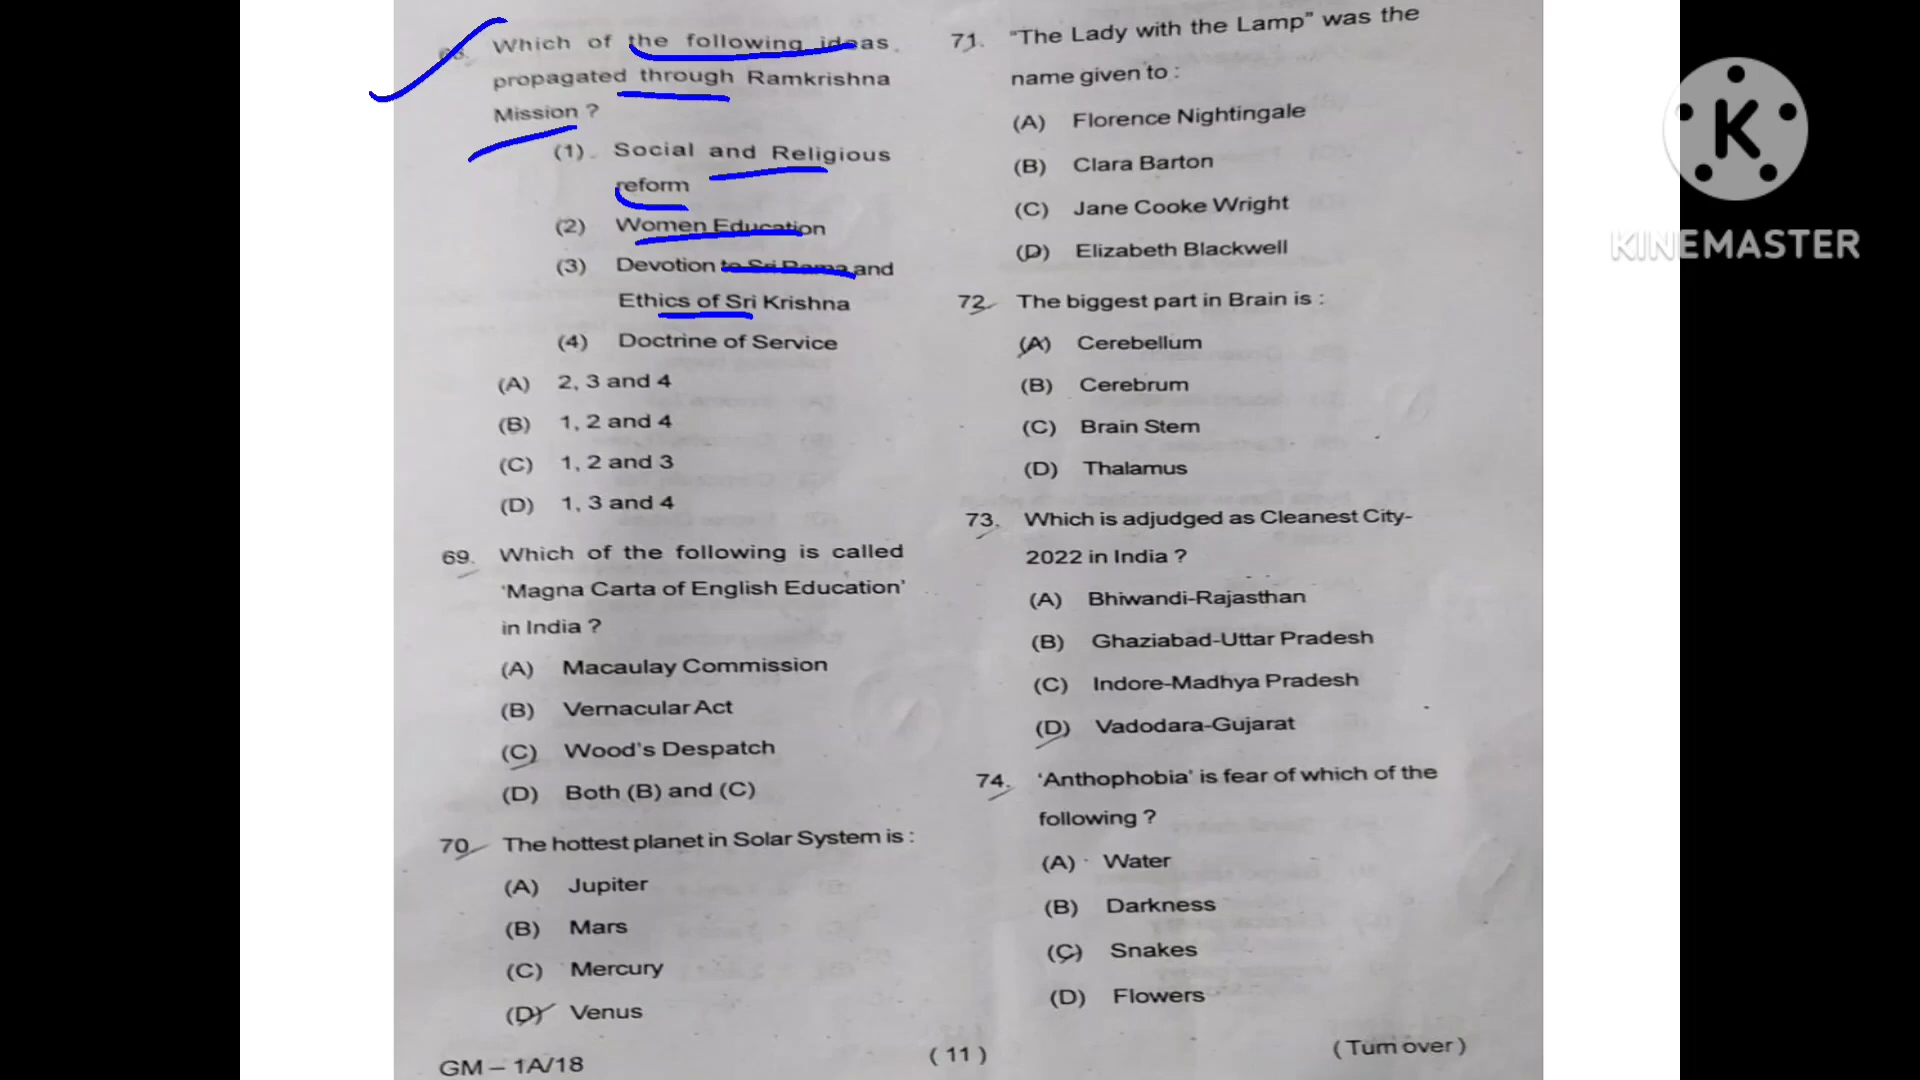 68. Which of the following ideas
propagated through Ramkrishna
Mission ?
(1) Social and Religious
reform
(2) Women Education
(3) Devotion to Sri Rama and
Ethics of Sri Krishna
(4) Doctrine of Service
(A) 2, 3 and 4
(B) 1, 2 and 4
(C) 1, 2 and 3
(D) 1, 3 and 4
69. Which of the following is called
'Magna Carta of English Education'
in India ?
(A) Macaulay Commission
(B) Vernacular Act
(C) Wood's Despatch
(D) Both (B) and (C)
70. The hottest planet in Solar System is :
(A) Jupiter
(B) Mars
(C) Mercury
(D) Venus
GM – 1A/18
71. "The Lady with the Lamp" was the
name given to :
(A) Florence Nightingale
(B) Clara Barton
(C) Jane Cooke Wright
(D) Elizabeth Blackwell
72. The biggest part in Brain is :
(A) Cerebellum
(B) Cerebrum
(C) Brain Stem
(D) Thalamus
73. Which is adjudged as Cleanest City-
2022 in India ?
(A) Bhiwandi-Rajasthan
(B) Ghaziabad-Uttar Pradesh
(C) Indore-Madhya Pradesh
(D) Vadodara-Gujarat
74. 'Anthophobia' is fear of which of the
following ?
(A) Water
(B) Darkness
(C) Snakes
(D) Flowers
( 11 )
( Turn over )
K
KINEMASTER